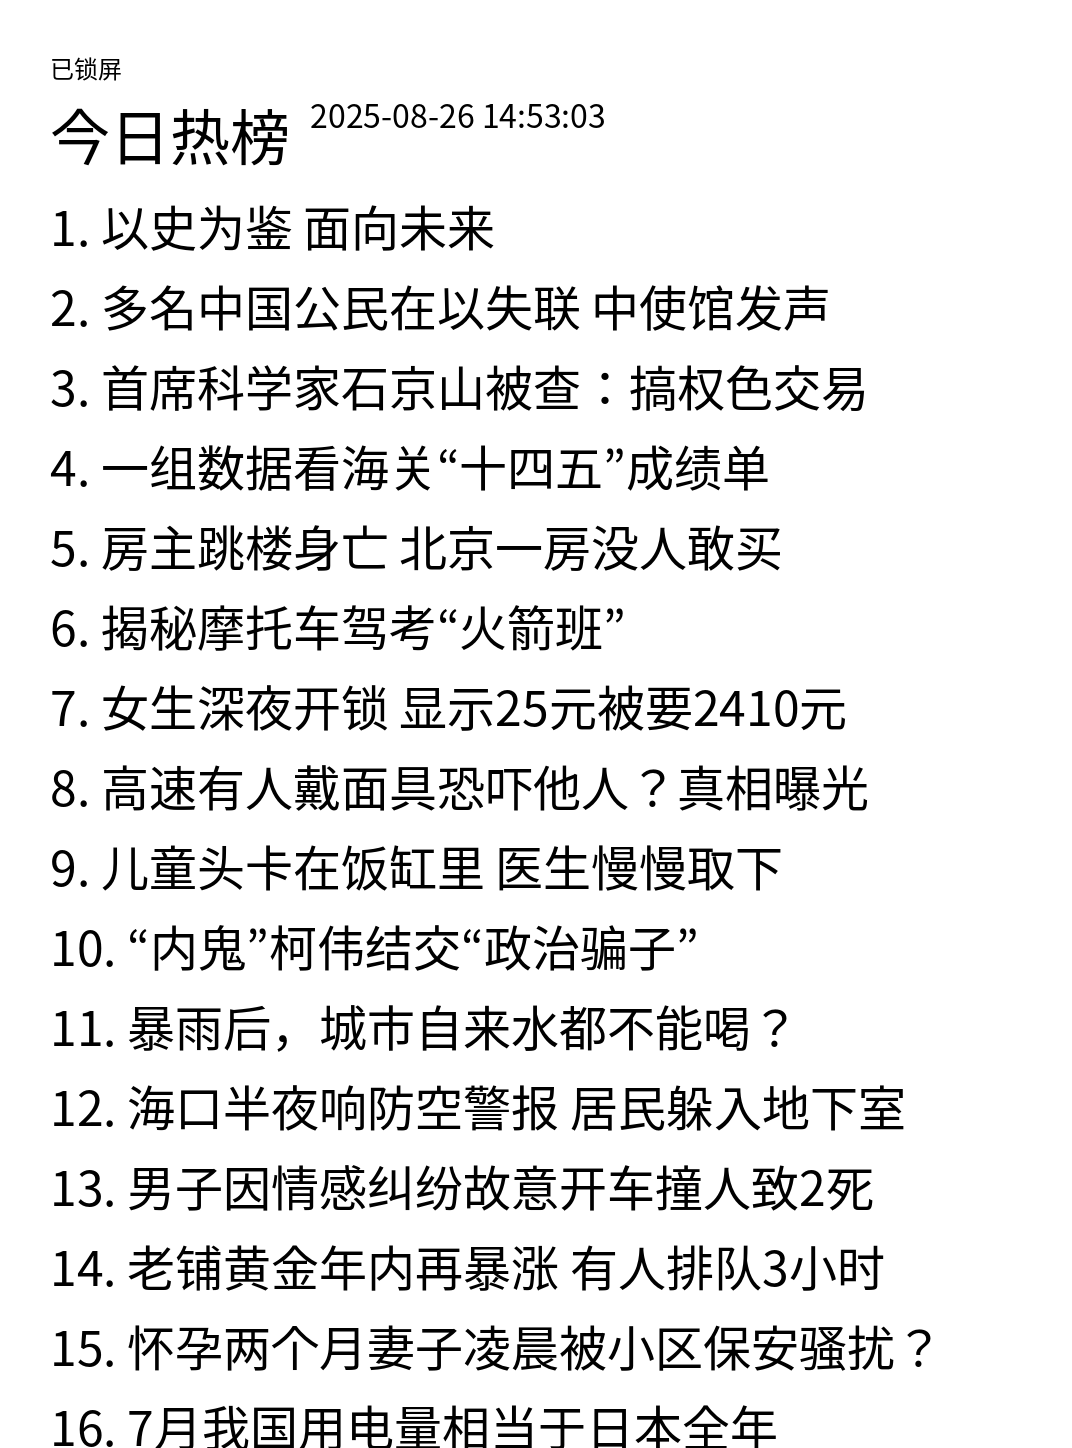 已锁屏
今日热榜 2025-08-26 14:53:03
1. 以史为鉴 面向未来
2. 多名中国公民在以失联 中使馆发声
3. 首席科学家石京山被查：搞权色交易
4. 一组数据看海关“十四五”成绩单
5. 房主跳楼身亡 北京一房没人敢买
6. 揭秘摩托车驾考“火箭班”
7. 女生深夜开锁 显示25元被要2410元
8. 高速有人戴面具恐吓他人？真相曝光
9. 儿童头卡在饭缸里 医生慢慢取下
10. “内鬼”柯伟结交“政治骗子”
11. 暴雨后，城市自来水都不能喝？
12. 海口半夜响防空警报 居民躲入地下室
13. 男子因情感纠纷故意开车撞人致2死
14. 老铺黄金年内再暴涨 有人排队3小时
15. 怀孕两个月妻子凌晨被小区保安骚扰？
16. 7月我国用电量相当于日本全年